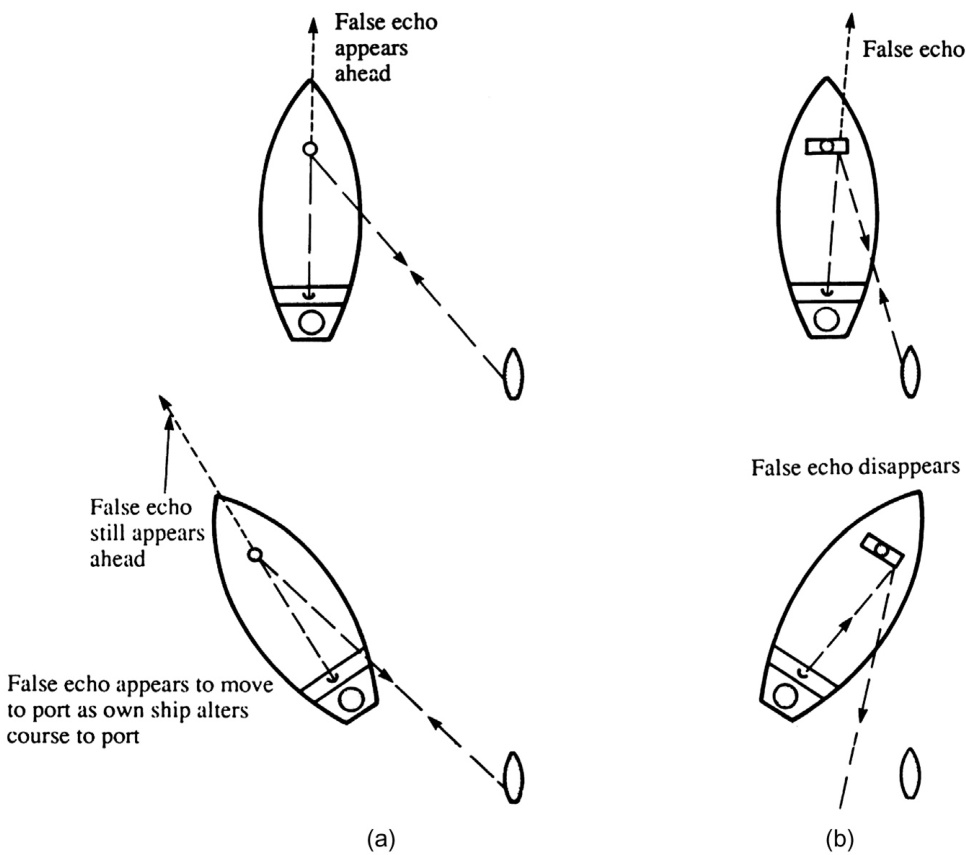 False echo
appears
ahead
False echo
False echo
still appears
ahead
False echo disappears
False echo appears to move
to port as own ship alters
course to port
(a)
(b)